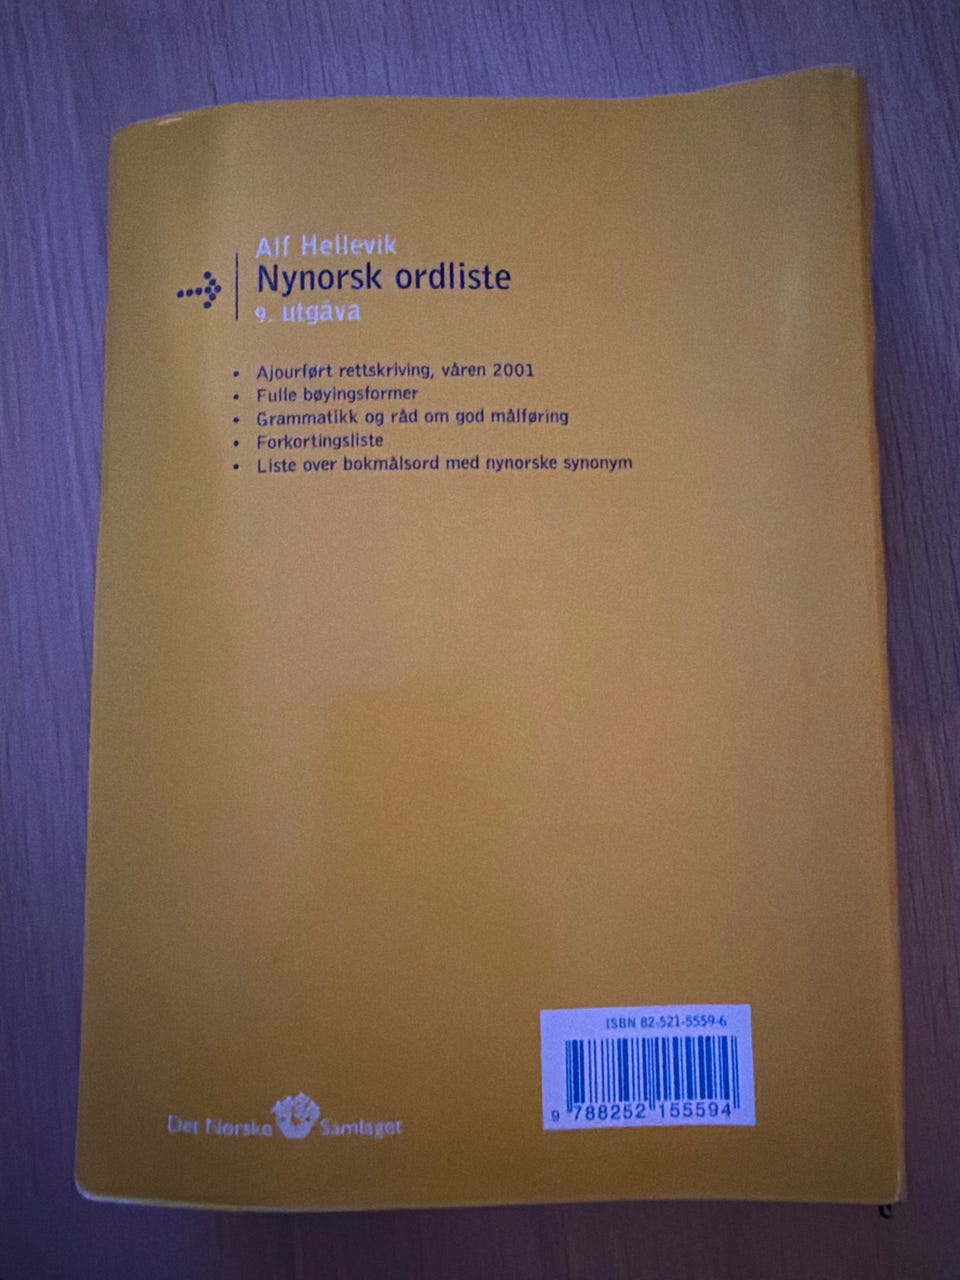 Alf Hellevik
Nynorsk ordliste
9. utgåva
• Ajourført rettskriving, våren 2001
• Fulle bøyingsformer
• Grammatikk og råd om god målføring
• Forkortingsliste
• Liste over bokmålsord med nynorske synonym
ISBN 82-521-5559-6
9 788252 155594
Det Norske Samlaget